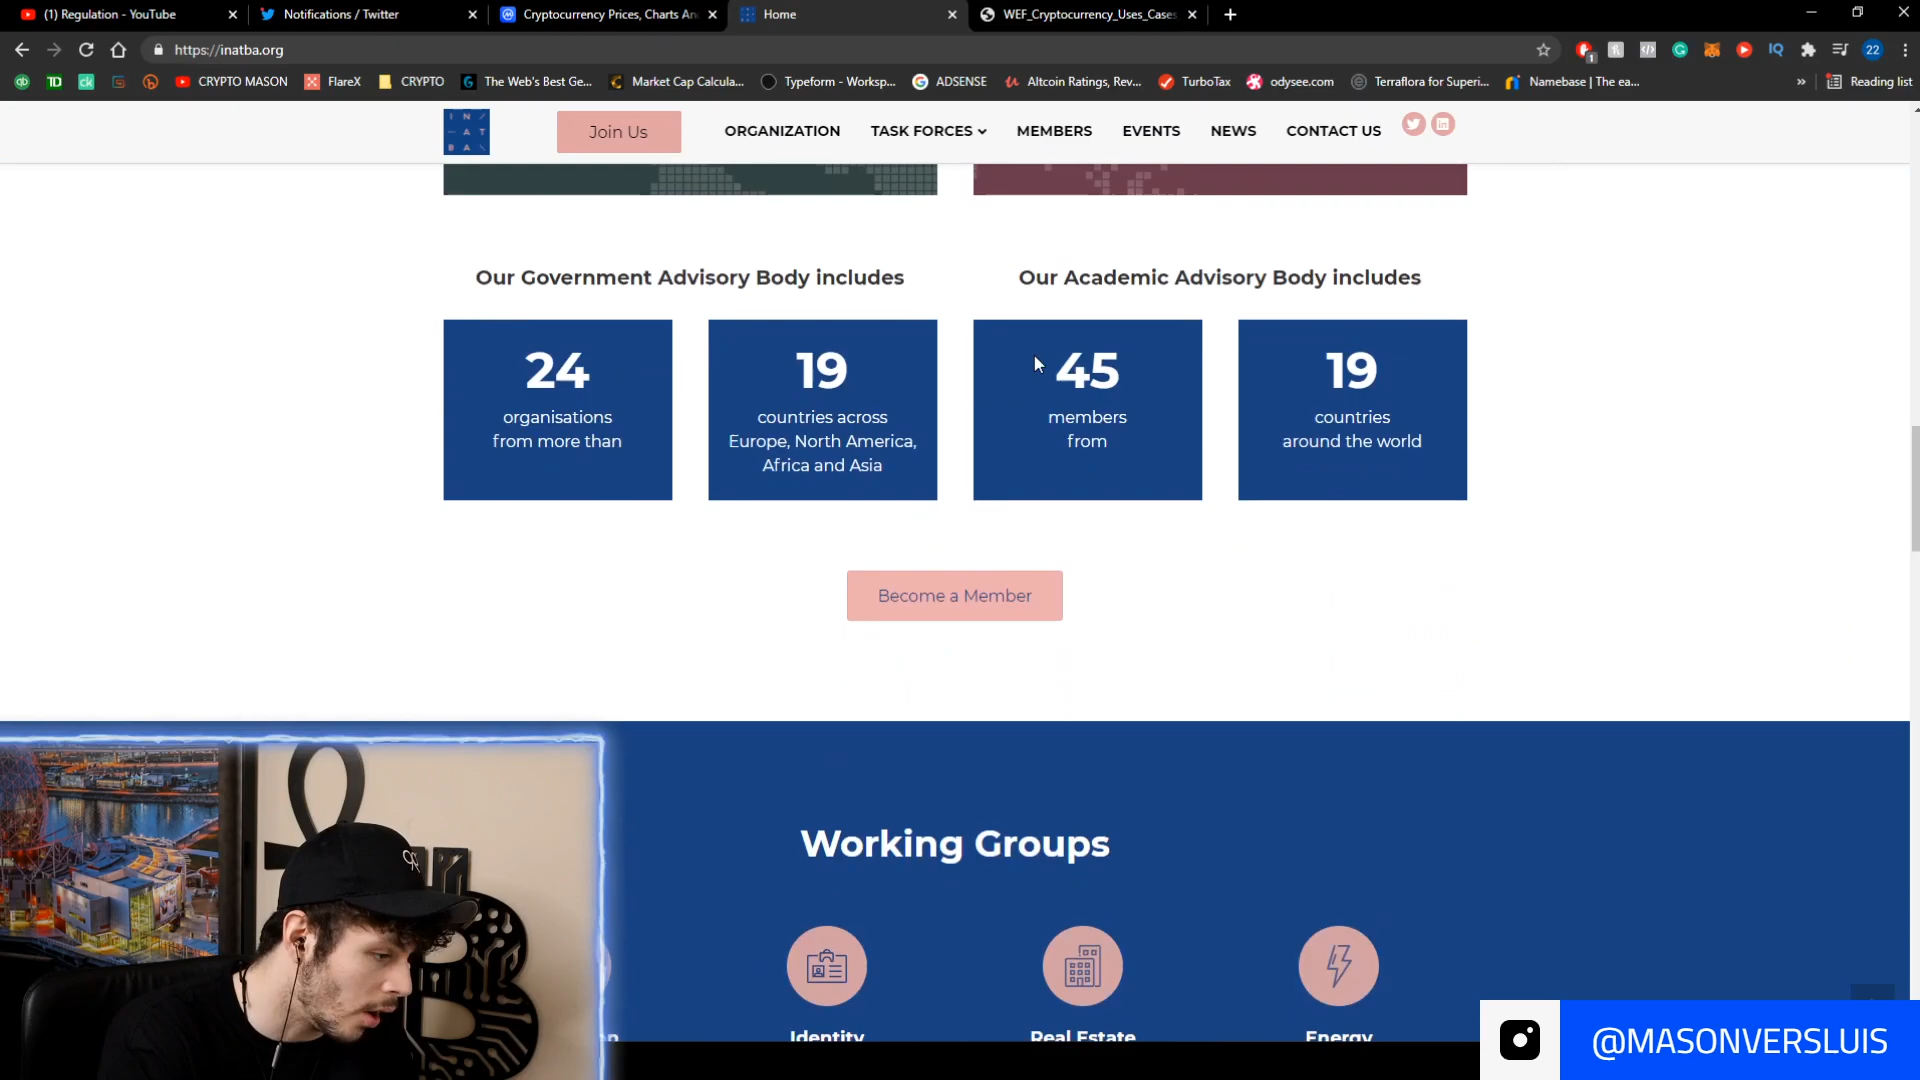 (1) Regulation - YouTube
Notifications / Twitter
Cryptocurrency Prices, Charts An
Home
WEF_Cryptocurrency_Uses_Cases
https://inatba.org
22
CRYPTO MASON
FlareX
CRYPTO
The Web's Best Ge...
Market Cap Calcula...
Typeform - Worksp...
ADSENSE
Altcoin Ratings, Rev...
TurboTax
odysee.com
Terraflora for Superi...
Namebase | The ea...
»
Reading list
I N /
— A T
B A \
Join Us
ORGANIZATION
TASK FORCES
MEMBERS
EVENTS
NEWS
CONTACT US
Our Government Advisory Body includes
Our Academic Advisory Body includes
24
organisations
from more than
19
countries across
Europe, North America,
Africa and Asia
45
members
from
19
countries
around the world
Become a Member
Working Groups
Identity
Real Estate
Energy
@MASONVERSLUIS